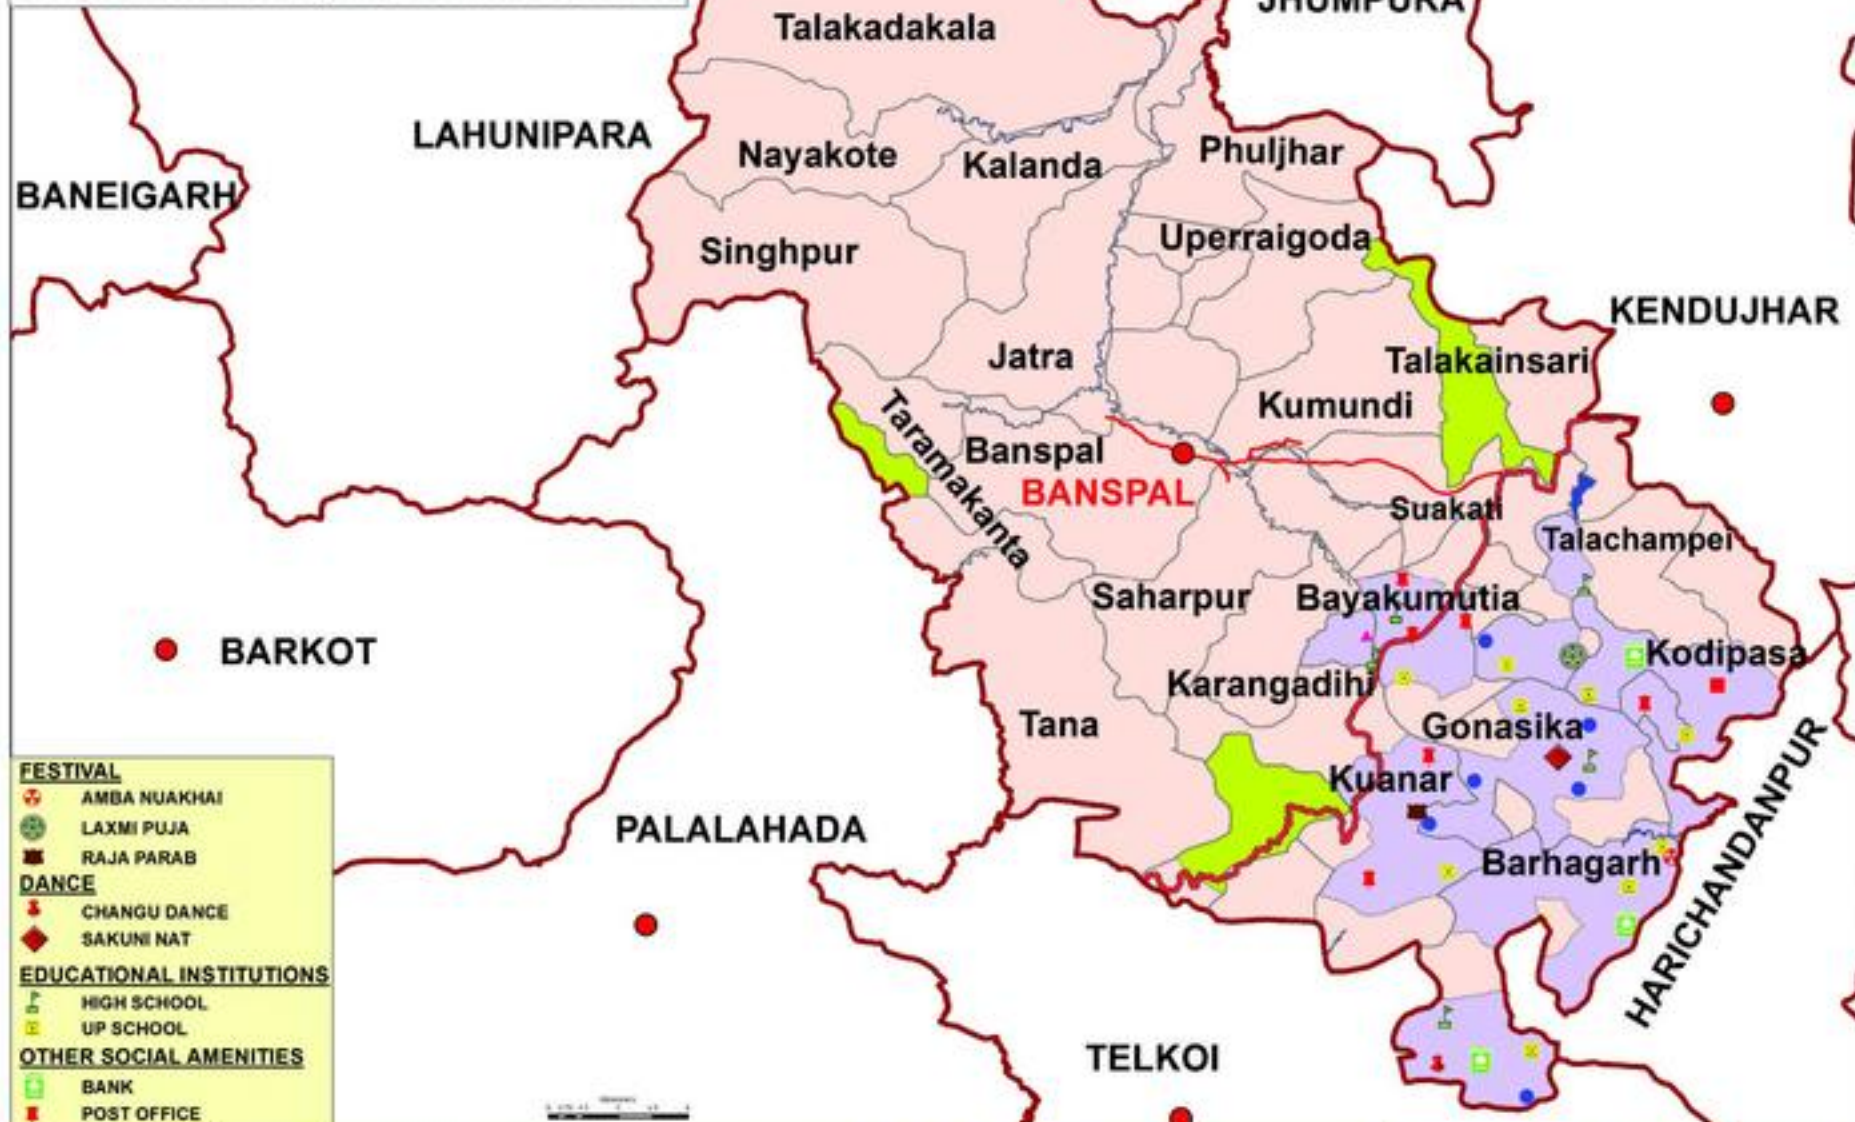 JHUMPURA
Talakadakala
LAHUNIPARA
Nayakote
Kalanda
Phuljhar
BANEIGARH
Singhpur
Uperraigoda
KENDUJHAR
Jatra
Talakainsari
Kumundi
Taramakanta
Banspal
BANSPAL
Suakati
Talachampei
Saharpur
Bayakumutia
BARKOT
Kodipasa
Karangadihi
Tana
Gonasika
Kuanar
PALALAHADA
Barhagarh
HARICHANDANPUR
TELKOI
FESTIVAL
AMBA NUAKHAI
LAXMI PUJA
RAJA PARAB
DANCE
CHANGU DANCE
SAKUNI NAT
EDUCATIONAL INSTITUTIONS
HIGH SCHOOL
UP SCHOOL
OTHER SOCIAL AMENITIES
BANK
POST OFFICE